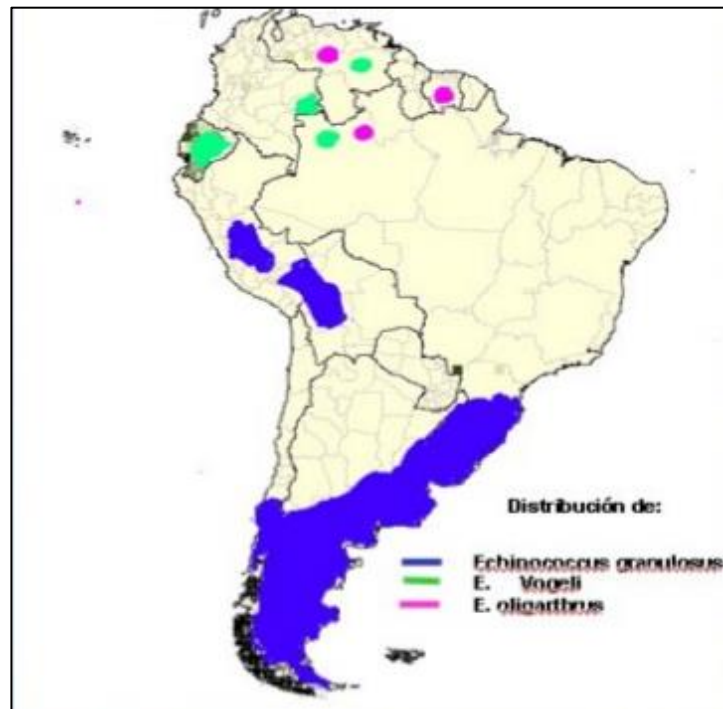 Distribución de:
Echinococcus granulosus
E. Vogeli
E. oligarthrus